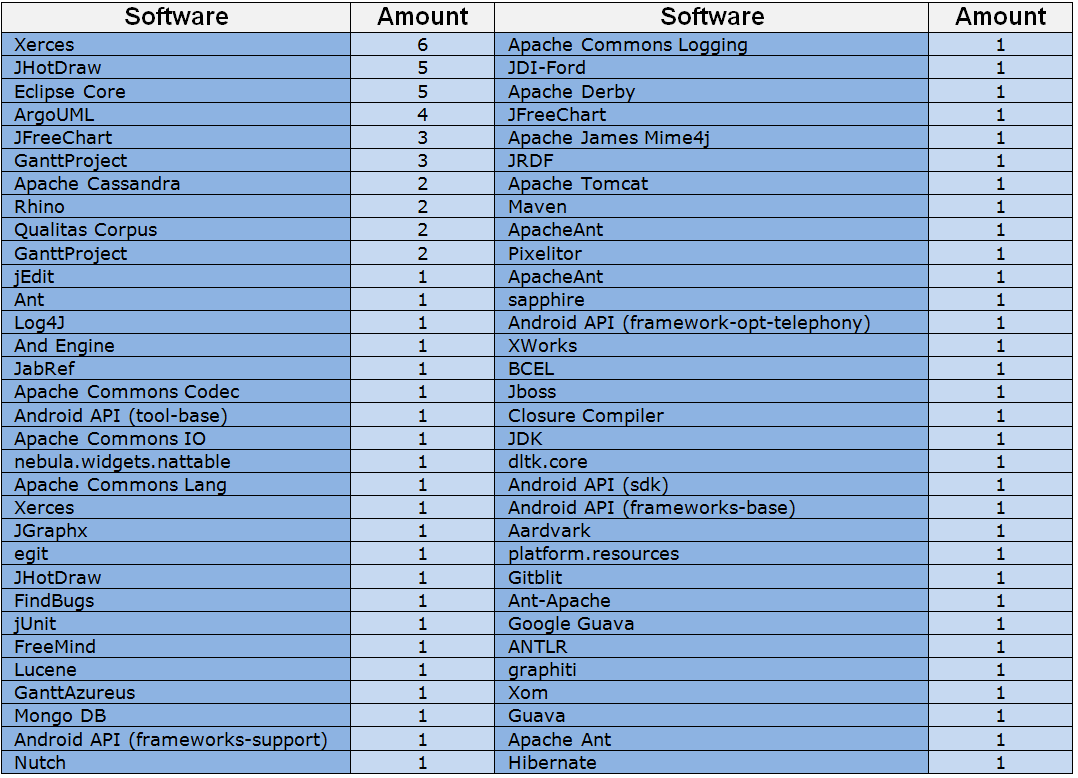 Software Amount Software Amount
Xerces 6 Apache Commons Logging 1
JHotDraw 5 JDI-Ford 1
Eclipse Core 5 Apache Derby 1
ArgoUML 4 JFreeChart 1
JFreeChart 3 Apache James Mime4j 1
GanttProject 3 JRDF 1
Apache Cassandra 2 Apache Tomcat 1
Rhino 2 Maven 1
Qualitas Corpus 2 ApacheAnt 1
GanttProject 2 Pixelitor 1
jEdit 1 ApacheAnt 1
Ant 1 sapphire 1
Log4J 1 Android API (framework-opt-telephony) 1
And Engine 1 XWorks 1
JabRef 1 BCEL 1
Apache Commons Codec 1 Jboss 1
Android API (tool-base) 1 Closure Compiler 1
Apache Commons IO 1 JDK 1
nebula.widgets.nattable 1 dltk.core 1
Apache Commons Lang 1 Android API (sdk) 1
Xerces 1 Android API (frameworks-base) 1
JGraphx 1 Aardvark 1
egit 1 platform.resources 1
JHotDraw 1 Gitblit 1
FindBugs 1 Ant-Apache 1
jUnit 1 Google Guava 1
FreeMind 1 ANTLR 1
Lucene 1 graphiti 1
GanttAzureus 1 Xom 1
Mongo DB 1 Guava 1
Android API (frameworks-support) 1 Apache Ant 1
Nutch 1 Hibernate 1